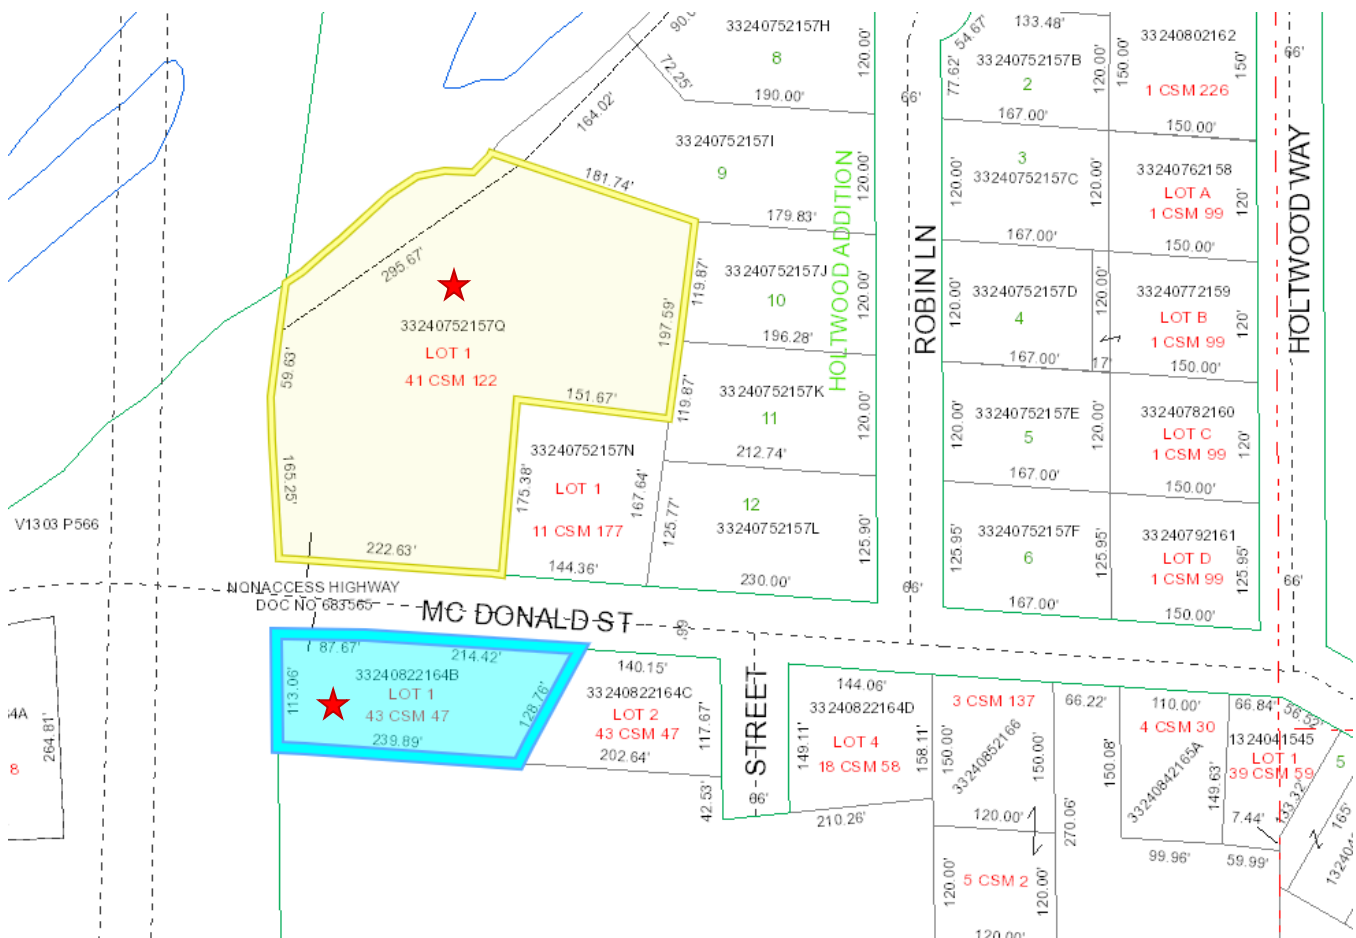 90.0
33240752157H
8
120.00'
54.67'
133.48'
33240802162
66'
72.25'
190.00'
66'
77.62'
33240752157B
2
120.00'
150.00'
150'
1 CSM 226
164.02'
167.00'
150.00'
33240752157I
9
120.00'
181.74'
179.83'
120.00'
3
33240752157C
120.00'
33240762158
LOT A
1 CSM 99
120'
167.00'
150.00'
HOLTWOOD ADDITION
ROBIN LN
HOLTWOOD WAY
295.67'
33240752157Q
LOT 1
41 CSM 122
197.59'
119.87'
33240752157J
10
120.00'
196.28'
120.00'
33240752157D
4
120.00'
33240772159
LOT B
1 CSM 99
120'
167.00'
17'
150.00'
59.69'
151.67'
119.87'
33240752157K
11
120.00'
212.74'
120.00'
33240752157E
5
120.00'
33240782160
LOT C
1 CSM 99
120'
167.00'
150.00'
165.25'
175.38'
33240752157N
LOT 1
11 CSM 177
167.64'
144.36'
125.77'
12
33240752157L
125.90'
230.00'
125.95'
33240752157F
6
125.95'
33240792161
LOT D
1 CSM 99
125.95'
167.00'
150.00'
66'
66'
V1303 P566
222.63'
NONACCESS HIGHWAY
DOC NO 683565
MC DONALD ST
66'
87.67'
214.42'
113.06'
33240822164B
LOT 1
43 CSM 47
128.76'
239.89'
140.15'
33240822164C
LOT 2
43 CSM 47
117.67'
202.64'
42.53'
STREET
66'
144.06'
33240822164D
LOT 4
18 CSM 58
149.11'
158.11'
210.26'
3 CSM 137
150.00'
33240852166
150.00'
120.00'
66.22'
270.06'
110.00'
4 CSM 30
150.08'
33240842165A
99.96'
66.84'
56.52'
1324041545
LOT 1
39 CSM 59
149.63'
7.44'
133.32'
59.99'
5
165'
132404
120.00'
5 CSM 2
120.00'
120.00'
4A
264.81'
8